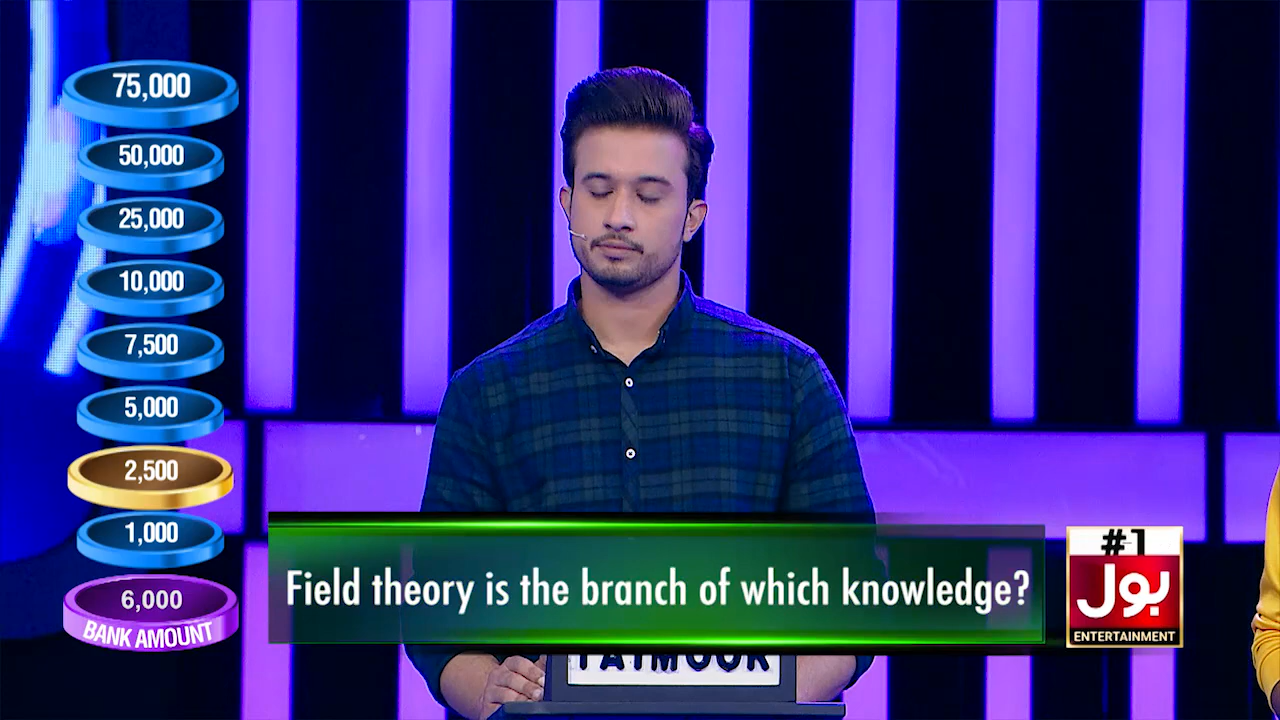 75,000
50,000
25,000
10,000
7,500
5,000
2,500
1,000
6,000
BANK AMOUNT
Field theory is the branch of which knowledge?
#1
بول
ENTERTAINMENT
TAIMOOR